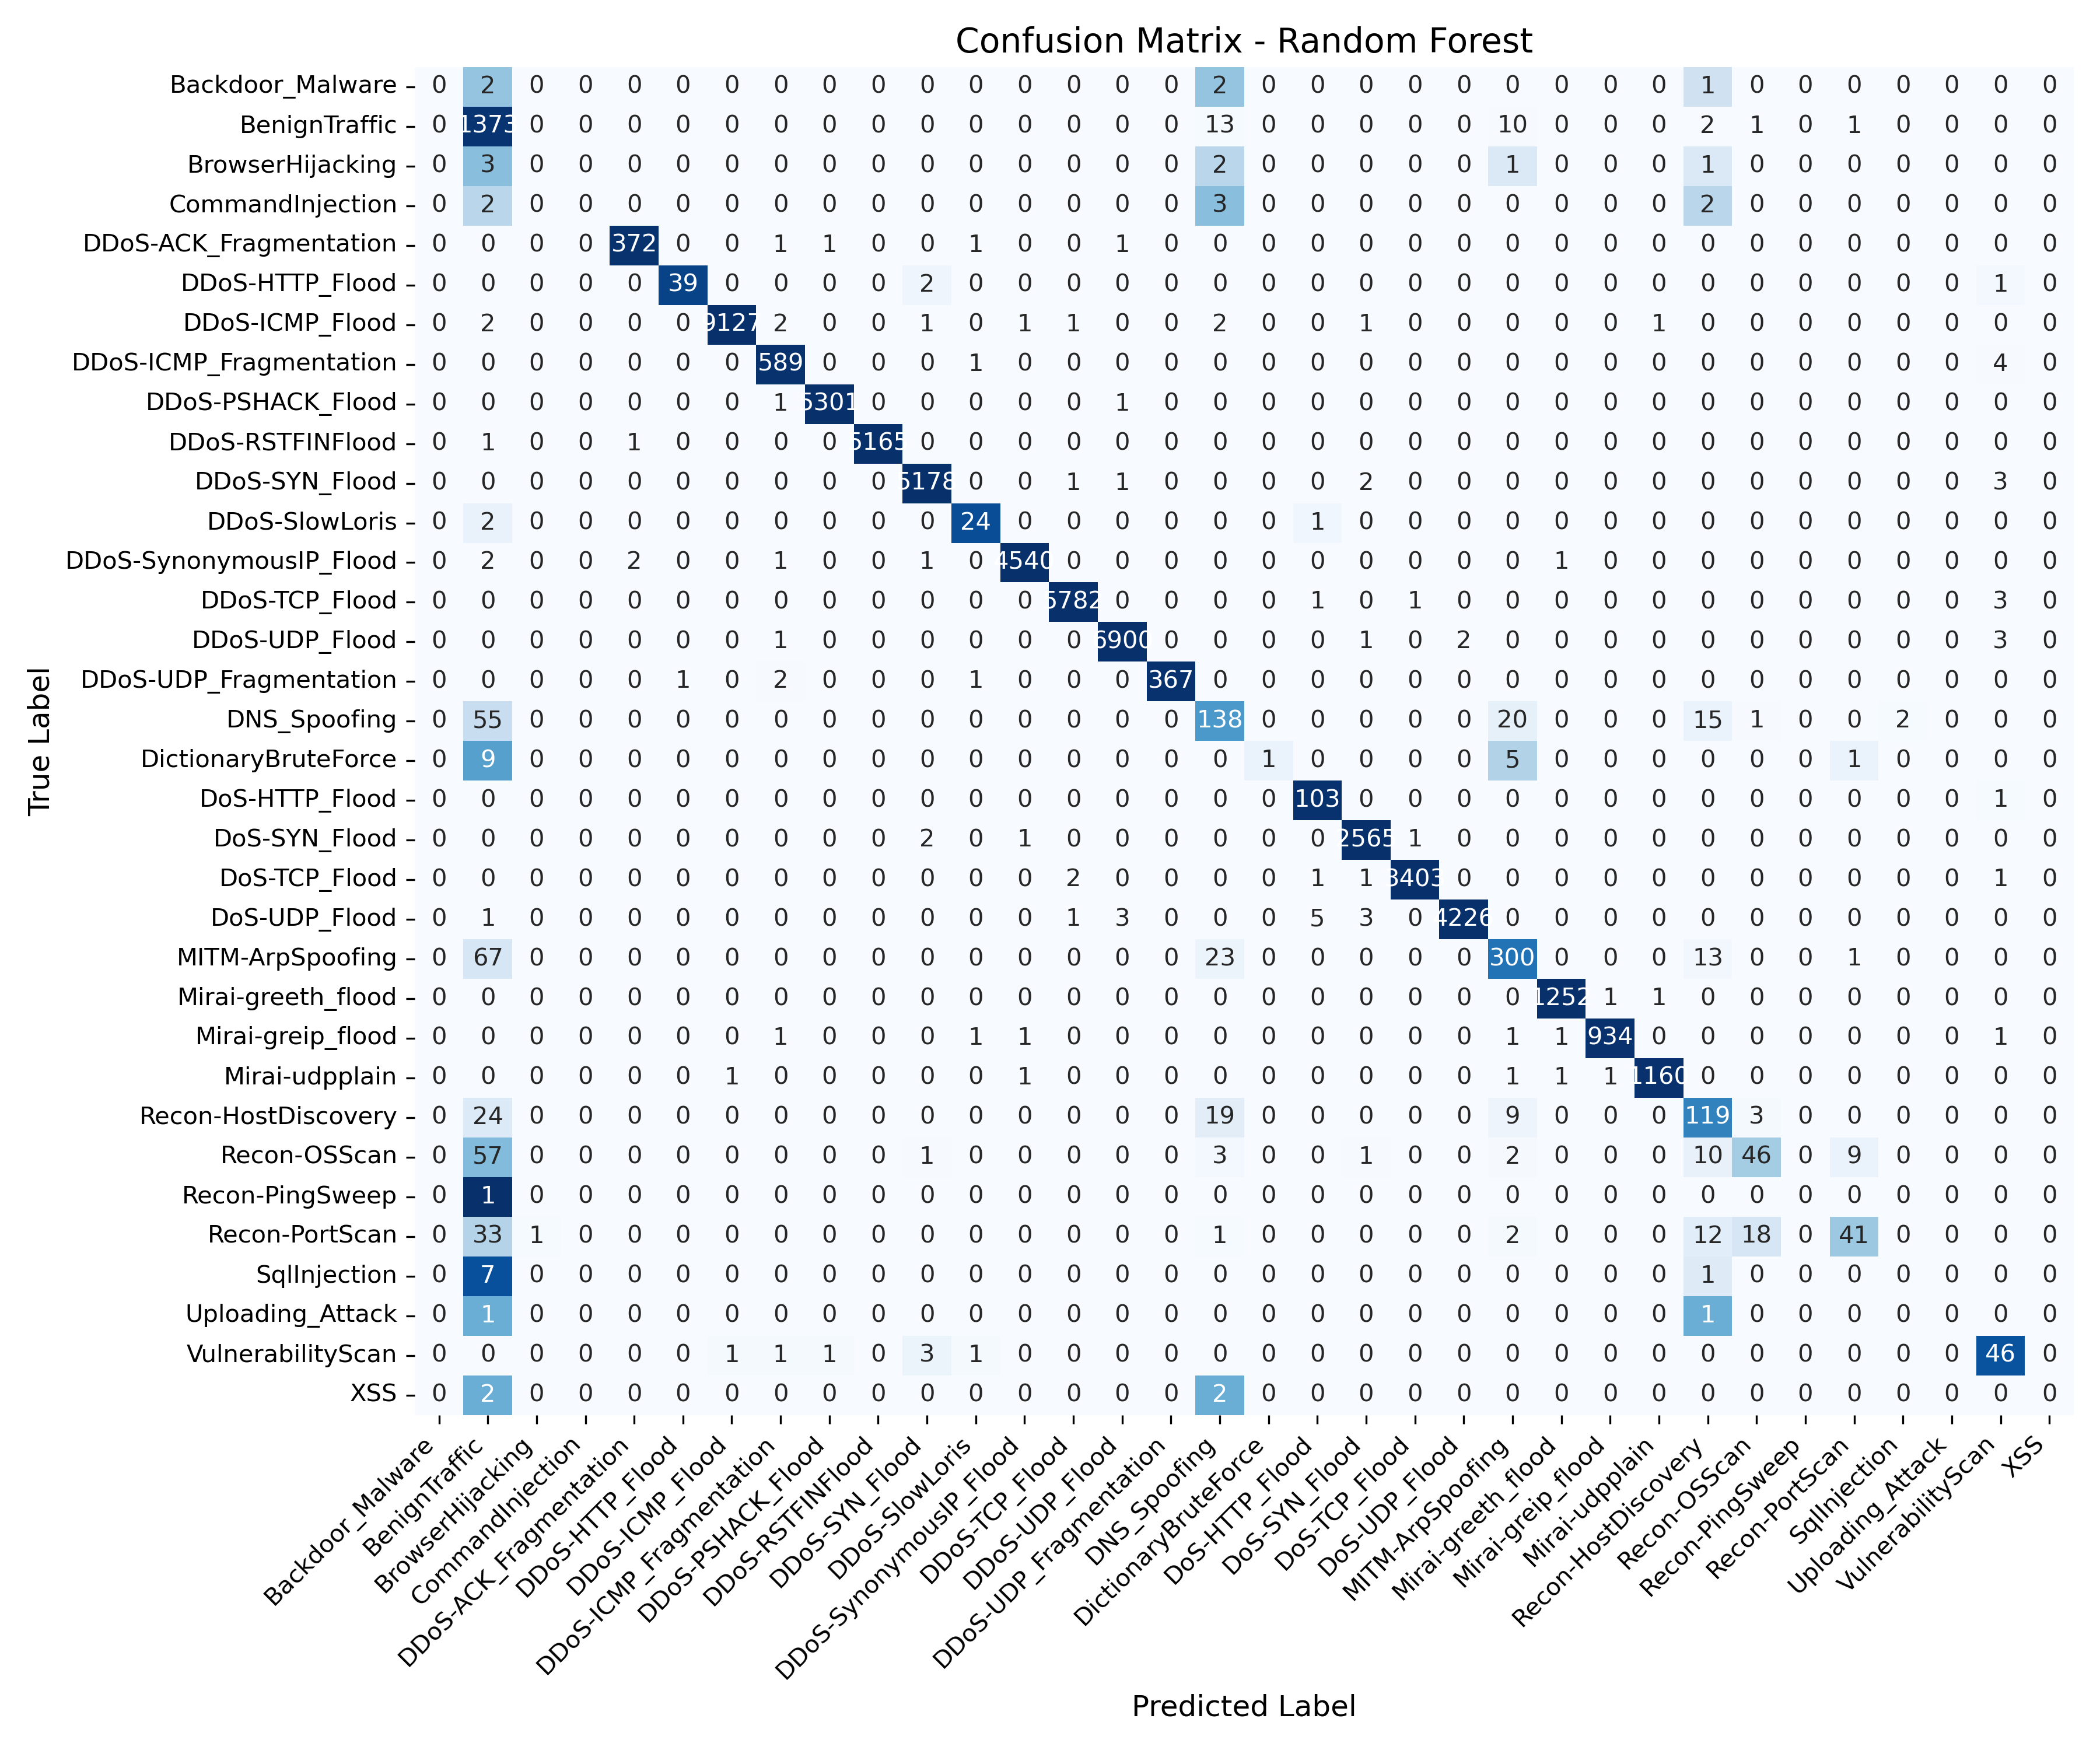 Confusion Matrix - Random Forest
True Label
Backdoor_Malware 0 2 0 0 0 0 0 0 0 0 0 0 0 0 0 0 2 0 0 0 0 0 0 0 0 0 1 0 0 0 0 0 0 0
BenignTraffic 0 1373 0 0 0 0 0 0 0 0 0 0 0 0 0 0 13 0 0 0 0 0 10 0 0 0 2 1 0 1 0 0 0 0
BrowserHijacking 0 3 0 0 0 0 0 0 0 0 0 0 0 0 0 0 2 0 0 0 0 0 1 0 0 0 1 0 0 0 0 0 0 0
CommandInjection 0 2 0 0 0 0 0 0 0 0 0 0 0 0 0 0 3 0 0 0 0 0 0 0 0 0 2 0 0 0 0 0 0 0
DDoS-ACK_Fragmentation 0 0 0 0 372 0 0 1 1 0 0 1 0 0 1 0 0 0 0 0 0 0 0 0 0 0 0 0 0 0 0 0 0 0
DDoS-HTTP_Flood 0 0 0 0 0 39 0 0 0 0 2 0 0 0 0 0 0 0 0 0 0 0 0 0 0 0 0 0 0 0 0 0 1 0
DDoS-ICMP_Flood 0 2 0 0 0 0 9127 2 0 0 1 0 1 1 0 0 2 0 0 1 0 0 0 0 0 1 0 0 0 0 0 0 0 0
DDoS-ICMP_Fragmentation 0 0 0 0 0 0 0 589 0 0 0 1 0 0 0 0 0 0 0 0 0 0 0 0 0 0 0 0 0 0 0 0 4 0
DDoS-PSHACK_Flood 0 0 0 0 0 0 0 1 5301 0 0 0 0 0 1 0 0 0 0 0 0 0 0 0 0 0 0 0 0 0 0 0 0 0
DDoS-RSTFINFlood 0 1 0 0 1 0 0 0 0 5165 0 0 0 0 0 0 0 0 0 0 0 0 0 0 0 0 0 0 0 0 0 0 0 0
DDoS-SYN_Flood 0 0 0 0 0 0 0 0 0 0 5178 0 0 1 1 0 0 0 0 2 0 0 0 0 0 0 0 0 0 0 0 0 3 0
DDoS-SlowLoris 0 2 0 0 0 0 0 0 0 0 0 24 0 0 0 0 0 0 1 0 0 0 0 0 0 0 0 0 0 0 0 0 0 0
DDoS-SynonymousIP_Flood 0 2 0 0 2 0 0 1 0 0 1 0 4540 0 0 0 0 0 0 0 0 0 0 1 0 0 0 0 0 0 0 0 0 0
DDoS-TCP_Flood 0 0 0 0 0 0 0 0 0 0 0 0 0 5782 0 0 0 0 1 0 1 0 0 0 0 0 0 0 0 0 0 0 3 0
DDoS-UDP_Flood 0 0 0 0 0 0 0 1 0 0 0 0 0 0 6900 0 0 0 0 1 0 2 0 0 0 0 0 0 0 0 0 0 3 0
DDoS-UDP_Fragmentation 0 0 0 0 0 1 0 2 0 0 0 1 0 0 0 367 0 0 0 0 0 0 0 0 0 0 0 0 0 0 0 0 0 0
DNS_Spoofing 0 55 0 0 0 0 0 0 0 0 0 0 0 0 0 0 138 0 0 0 0 0 20 0 0 0 15 1 0 0 2 0 0 0
DictionaryBruteForce 0 9 0 0 0 0 0 0 0 0 0 0 0 0 0 0 0 1 0 0 0 0 5 0 0 0 0 0 0 1 0 0 0 0
DoS-HTTP_Flood 0 0 0 0 0 0 0 0 0 0 0 0 0 0 0 0 0 0 103 0 0 0 0 0 0 0 0 0 0 0 0 0 1 0
DoS-SYN_Flood 0 0 0 0 0 0 0 0 0 0 2 0 1 0 0 0 0 0 0 2565 1 0 0 0 0 0 0 0 0 0 0 0 0 0
DoS-TCP_Flood 0 0 0 0 0 0 0 0 0 0 0 0 0 2 0 0 0 0 1 1 3403 0 0 0 0 0 0 0 0 0 0 0 1 0
DoS-UDP_Flood 0 1 0 0 0 0 0 0 0 0 0 0 0 1 3 0 0 0 5 3 0 4226 0 0 0 0 0 0 0 0 0 0 0 0
MITM-ArpSpoofing 0 67 0 0 0 0 0 0 0 0 0 0 0 0 0 0 23 0 0 0 0 0 300 0 0 0 13 0 0 1 0 0 0 0
Mirai-greeth_flood 0 0 0 0 0 0 0 0 0 0 0 0 0 0 0 0 0 0 0 0 0 0 0 1252 1 1 0 0 0 0 0 0 0 0
Mirai-greip_flood 0 0 0 0 0 0 0 1 0 0 0 1 1 0 0 0 0 0 0 0 0 0 1 1 934 0 0 0 0 0 0 0 1 0
Mirai-udpplain 0 0 0 0 0 0 1 0 0 0 0 0 1 0 0 0 0 0 0 0 0 0 1 1 1 1160 0 0 0 0 0 0 0 0
Recon-HostDiscovery 0 24 0 0 0 0 0 0 0 0 0 0 0 0 0 0 19 0 0 0 0 0 9 0 0 0 119 3 0 0 0 0 0 0
Recon-OSScan 0 57 0 0 0 0 0 0 0 0 1 0 0 0 0 0 3 0 0 1 0 0 2 0 0 0 10 46 0 9 0 0 0 0
Recon-PingSweep 0 1 0 0 0 0 0 0 0 0 0 0 0 0 0 0 0 0 0 0 0 0 0 0 0 0 0 0 0 0 0 0 0 0
Recon-PortScan 0 33 1 0 0 0 0 0 0 0 0 0 0 0 0 0 1 0 0 0 0 0 2 0 0 0 12 18 0 41 0 0 0 0
SqlInjection 0 7 0 0 0 0 0 0 0 0 0 0 0 0 0 0 0 0 0 0 0 0 0 0 0 0 1 0 0 0 0 0 0 0
Uploading_Attack 0 1 0 0 0 0 0 0 0 0 0 0 0 0 0 0 0 0 0 0 0 0 0 0 0 0 1 0 0 0 0 0 0 0
VulnerabilityScan 0 0 0 0 0 0 1 1 1 0 3 1 0 0 0 0 0 0 0 0 0 0 0 0 0 0 0 0 0 0 0 0 46 0
XSS 0 2 0 0 0 0 0 0 0 0 0 0 0 0 0 0 2 0 0 0 0 0 0 0 0 0 0 0 0 0 0 0 0 0
Backdoor_Malware
BenignTraffic
BrowserHijacking
CommandInjection
DDoS-ACK_Fragmentation
DDoS-HTTP_Flood
DDoS-ICMP_Flood
DDoS-ICMP_Fragmentation
DDoS-PSHACK_Flood
DDoS-RSTFINFlood
DDoS-SYN_Flood
DDoS-SlowLoris
DDoS-SynonymousIP_Flood
DDoS-TCP_Flood
DDoS-UDP_Flood
DDoS-UDP_Fragmentation
DNS_Spoofing
DictionaryBruteForce
DoS-HTTP_Flood
DoS-SYN_Flood
DoS-TCP_Flood
DoS-UDP_Flood
MITM-ArpSpoofing
Mirai-greeth_flood
Mirai-greip_flood
Mirai-udpplain
Recon-HostDiscovery
Recon-OSScan
Recon-PingSweep
Recon-PortScan
SqlInjection
Uploading_Attack
VulnerabilityScan
XSS
Predicted Label